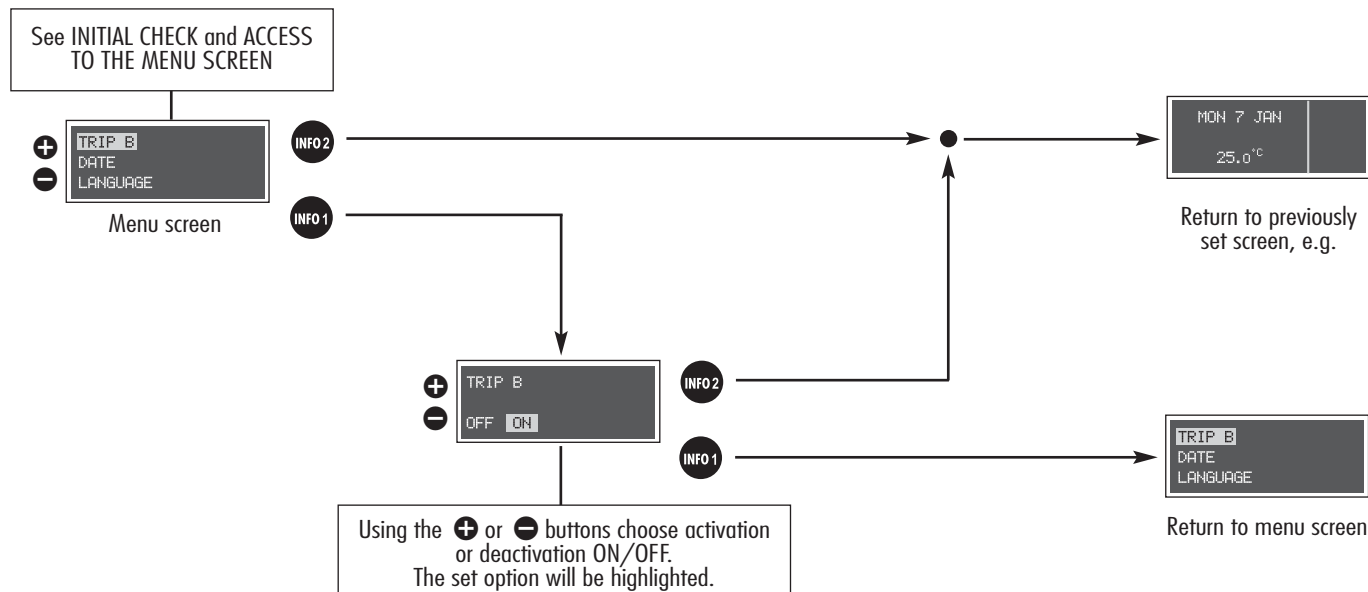 See INITIAL CHECK and ACCESS
TO THE MENU SCREEN
TRIP B
DATE
LANGUAGE
Menu screen
INFO 2
INFO 1
MON 7 JAN
25.0°C
Return to previously
set screen, e.g.
TRIP B
OFF ON
INFO 2
INFO 1
TRIP B
DATE
LANGUAGE
Return to menu screen
Using the + or - buttons choose activation
or deactivation ON/OFF.
The set option will be highlighted.